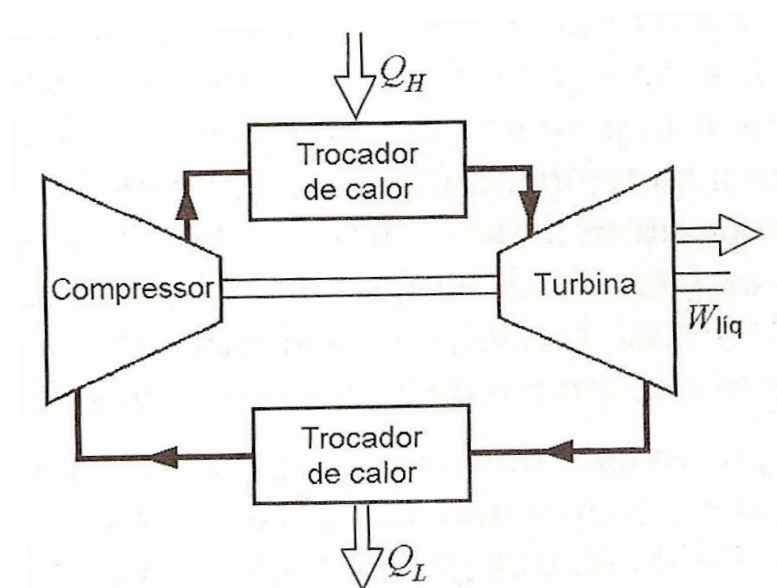 Q_H
Trocador
de calor
Compressor
Turbina
W_líq
Trocador
de calor
Q_L